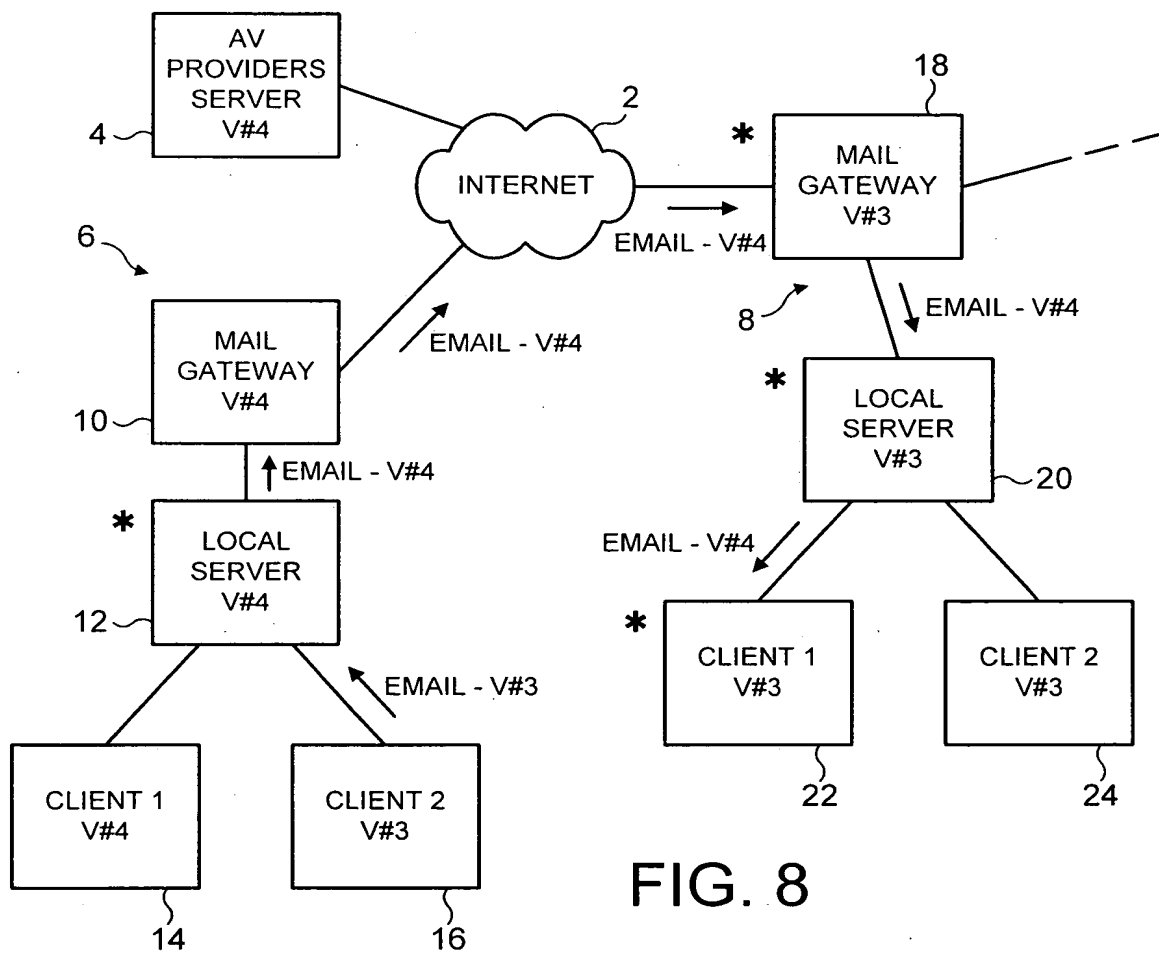 AV
PROVIDERS
SERVER
V#4
4
2
INTERNET
18
*
MAIL
GATEWAY
V#3
EMAIL - V#4
6
8
EMAIL - V#4
MAIL
GATEWAY
V#4
10
EMAIL - V#4
*
LOCAL
SERVER
V#3
20
EMAIL - V#4
*
LOCAL
SERVER
V#4
12
EMAIL - V#4
*
CLIENT 1
V#3
22
CLIENT 2
V#3
24
EMAIL - V#3
CLIENT 1
V#4
14
CLIENT 2
V#3
16
FIG. 8